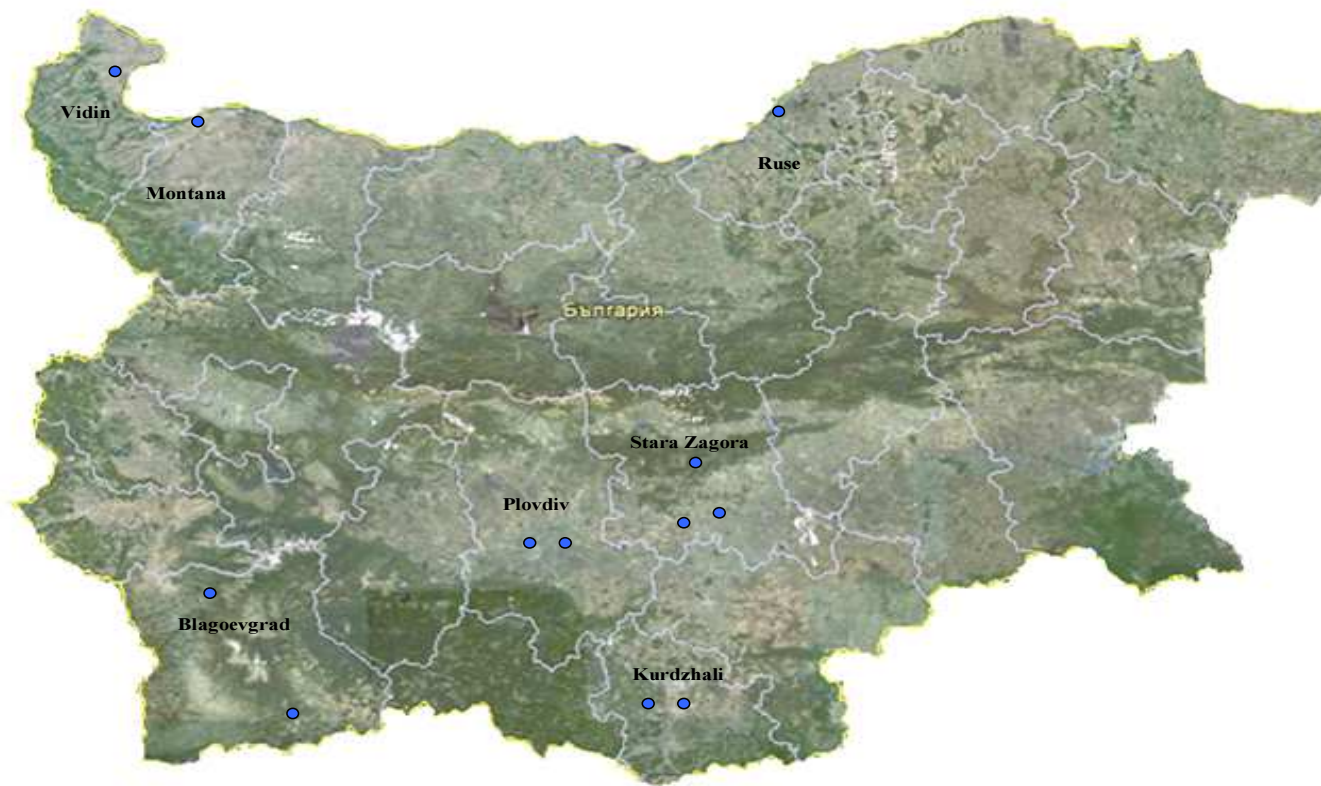 Vidin
Ruse
Montana
България
Stara Zagora
Plovdiv
Blagoevgrad
Kurdzhali